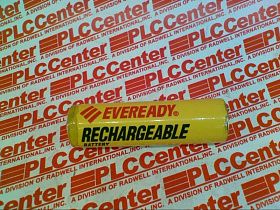 PLCCenter
A DIVISION OF RADWELL INTERNATIONAL, INC.
EVEREADY®
RECHARGEABLE
BATTERY